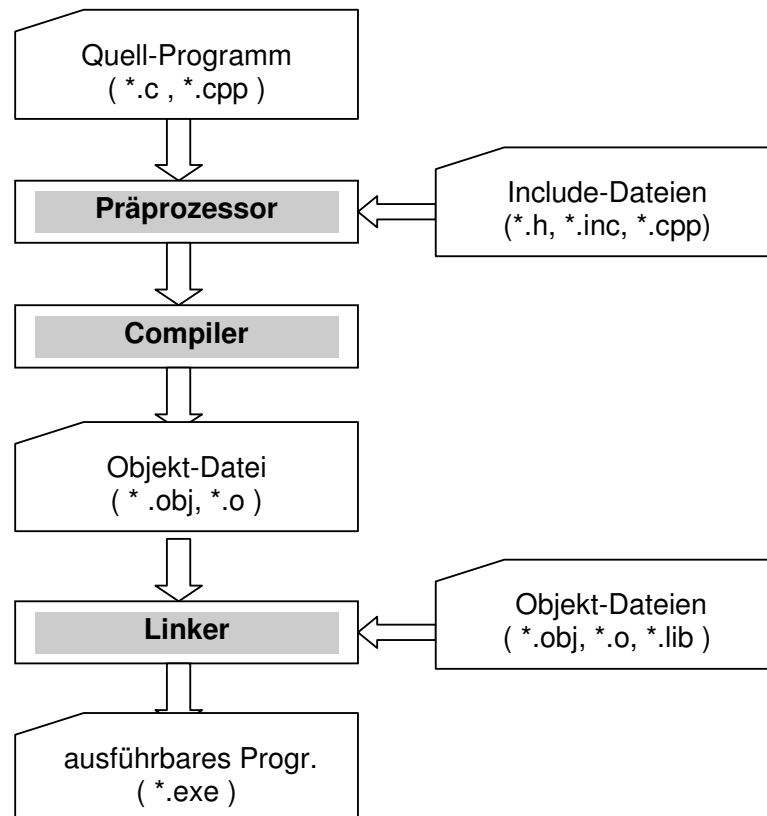 Quell-Programm
( *.c , *.cpp )
Präprozessor
Include-Dateien
(*.h, *.inc, *.cpp)
Compiler
Objekt-Datei
( * .obj, *.o )
Linker
Objekt-Dateien
( *.obj, *.o, *.lib )
ausführbares Progr.
( *.exe )